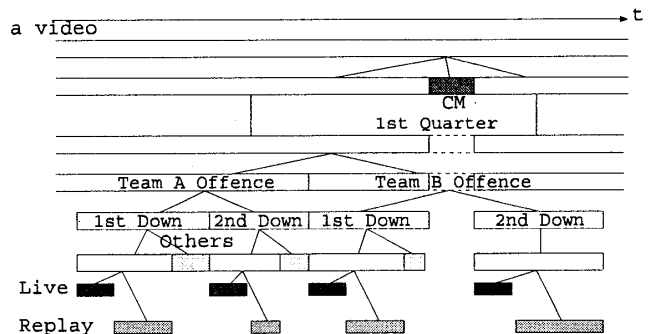 t
a video
CM
1st Quarter
Team A Offence Team B Offence
1st Down 2nd Down 1st Down 2nd Down
Others
Live
Replay